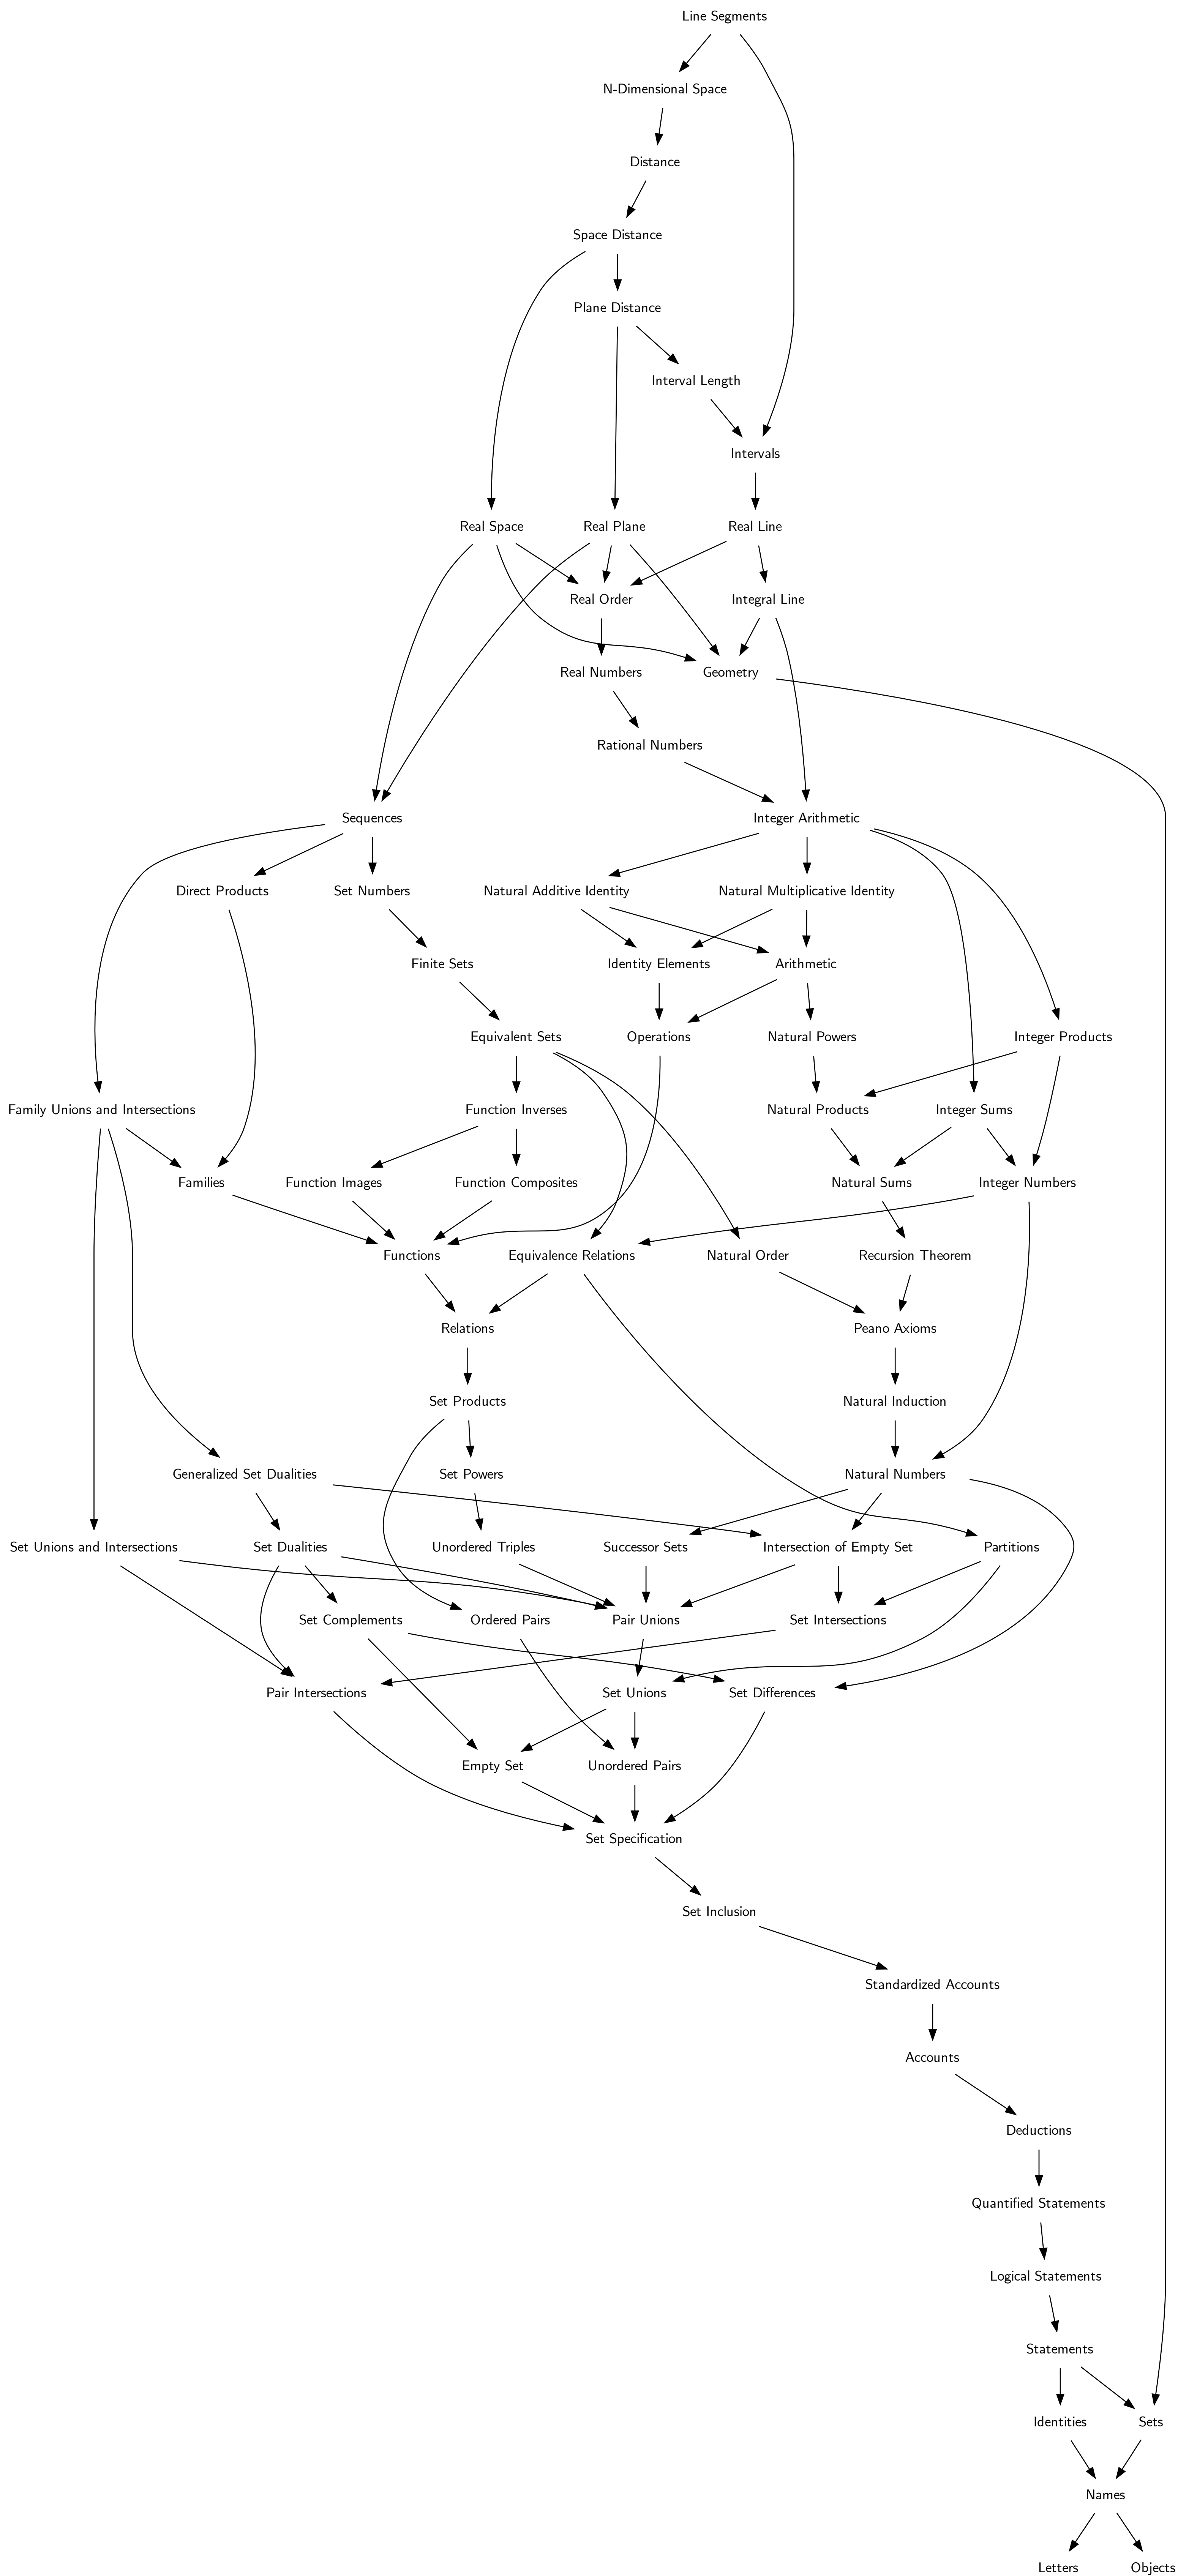 Line Segments
N-Dimensional Space
Distance
Space Distance
Plane Distance
Interval Length
Intervals
Real Space
Real Plane
Real Line
Real Order
Integral Line
Real Numbers
Geometry
Rational Numbers
Sequences
Integer Arithmetic
Direct Products
Set Numbers
Natural Additive Identity
Natural Multiplicative Identity
Finite Sets
Identity Elements
Arithmetic
Equivalent Sets
Operations
Natural Powers
Integer Products
Family Unions and Intersections
Function Inverses
Natural Products
Integer Sums
Families
Function Images
Function Composites
Natural Sums
Integer Numbers
Functions
Equivalence Relations
Natural Order
Recursion Theorem
Relations
Peano Axioms
Set Products
Natural Induction
Generalized Set Dualities
Set Powers
Natural Numbers
Set Unions and Intersections
Set Dualities
Unordered Triples
Successor Sets
Intersection of Empty Set
Partitions
Set Complements
Ordered Pairs
Pair Unions
Set Intersections
Pair Intersections
Set Unions
Set Differences
Empty Set
Unordered Pairs
Set Specification
Set Inclusion
Standardized Accounts
Accounts
Deductions
Quantified Statements
Logical Statements
Statements
Identities
Sets
Names
Letters
Objects